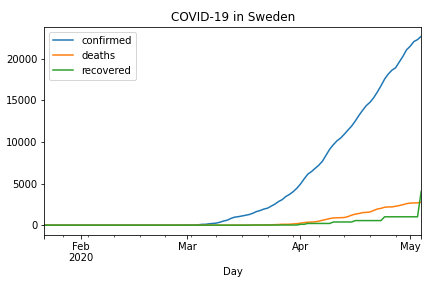 COVID-19 in Sweden
confirmed
deaths
recovered
20000
15000
10000
5000
0
Feb
2020
Mar
Apr
May
Day